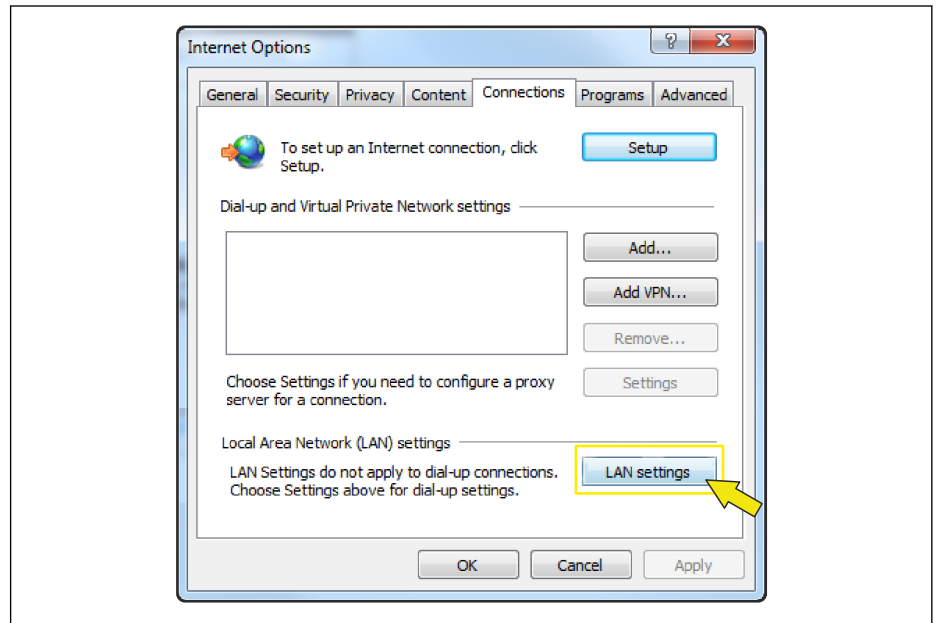 Internet Options
General Security Privacy Content Connections Programs Advanced
To set up an Internet connection, click
Setup.
Setup
Dial-up and Virtual Private Network settings
Add...
Add VPN...
Remove...
Choose Settings if you need to configure a proxy
server for a connection.
Settings
Local Area Network (LAN) settings
LAN Settings do not apply to dial-up connections.
Choose Settings above for dial-up settings.
LAN settings
OK Cancel Apply